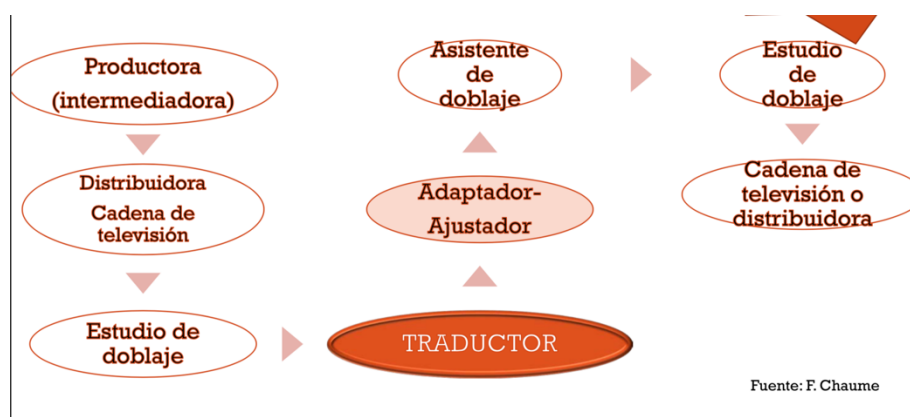 Productora
(intermediadora)
Distribuidora
Cadena de
televisión
Estudio de
doblaje
TRADUCTOR
Adaptador-
Ajustador
Asistente
de
doblaje
Estudio
de
doblaje
Cadena de
televisión o
distribuidora
Fuente: F. Chaume